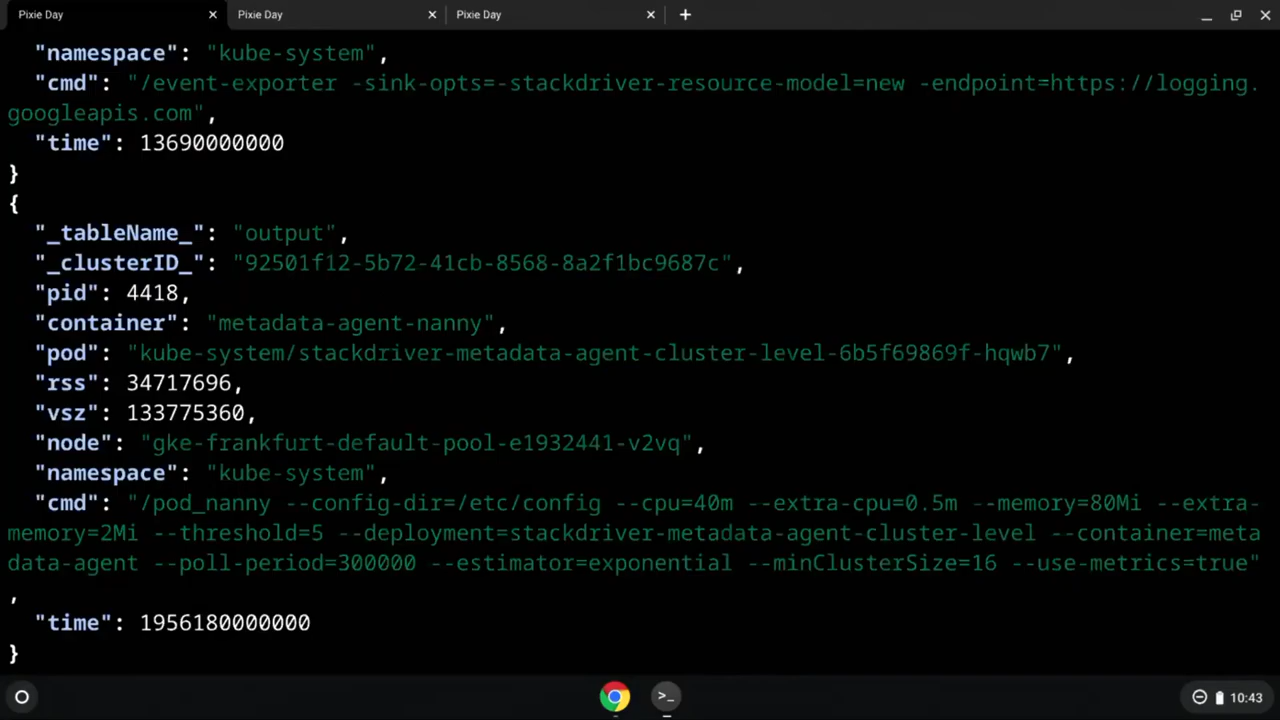 Pixie Day
Pixie Day
Pixie Day
"namespace": "kube-system",
"cmd": "/event-exporter -sink-opts=-stackdriver-resource-model=new -endpoint=https://logging.
googleapis.com",
"time": 13690000000
}
{
"_tableName_": "output",
"_clusterID_": "92501f12-5b72-41cb-8568-8a2f1bc9687c",
"pid": 4418,
"container": "metadata-agent-nanny",
"pod": "kube-system/stackdriver-metadata-agent-cluster-level-6b5f69869f-hqwb7",
"rss": 34717696,
"vsz": 133775360,
"node": "gke-frankfurt-default-pool-e1932441-v2vq",
"namespace": "kube-system",
"cmd": "/pod_nanny --config-dir=/etc/config --cpu=40m --extra-cpu=0.5m --memory=80Mi --extra-
memory=2Mi --threshold=5 --deployment=stackdriver-metadata-agent-cluster-level --container=meta
data-agent --poll-period=300000 --estimator=exponential --minClusterSize=16 --use-metrics=true"
,
"time": 1956180000000
}
10:43